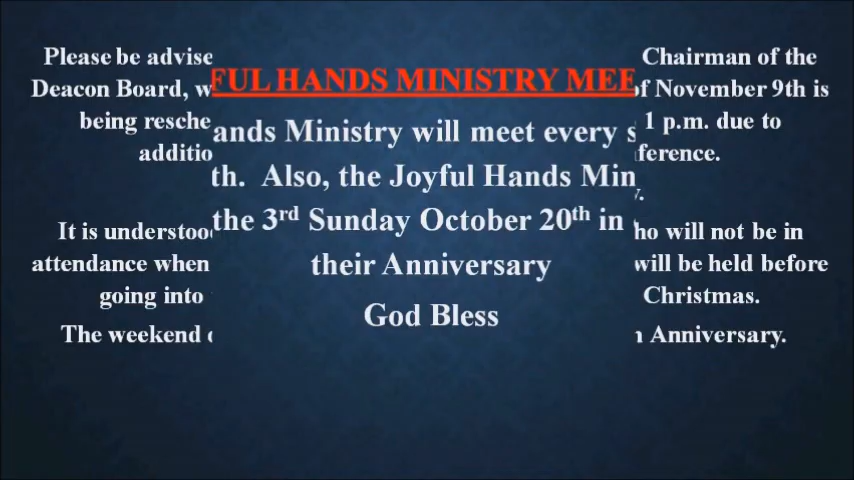 Please be advise
Chairman of the
Deacon Board, w
of November 9th is
being resche
1 p.m. due to
additio
ference.
y.
It is understoo
ho will not be in
attendance when
will be held before
going into
Christmas.
The weekend
n Anniversary.
FUL HANDS MINISTRY MEE
ands Ministry will meet every s
th. Also, the Joyful Hands Min
the 3rd Sunday October 20th in
their Anniversary
God Bless